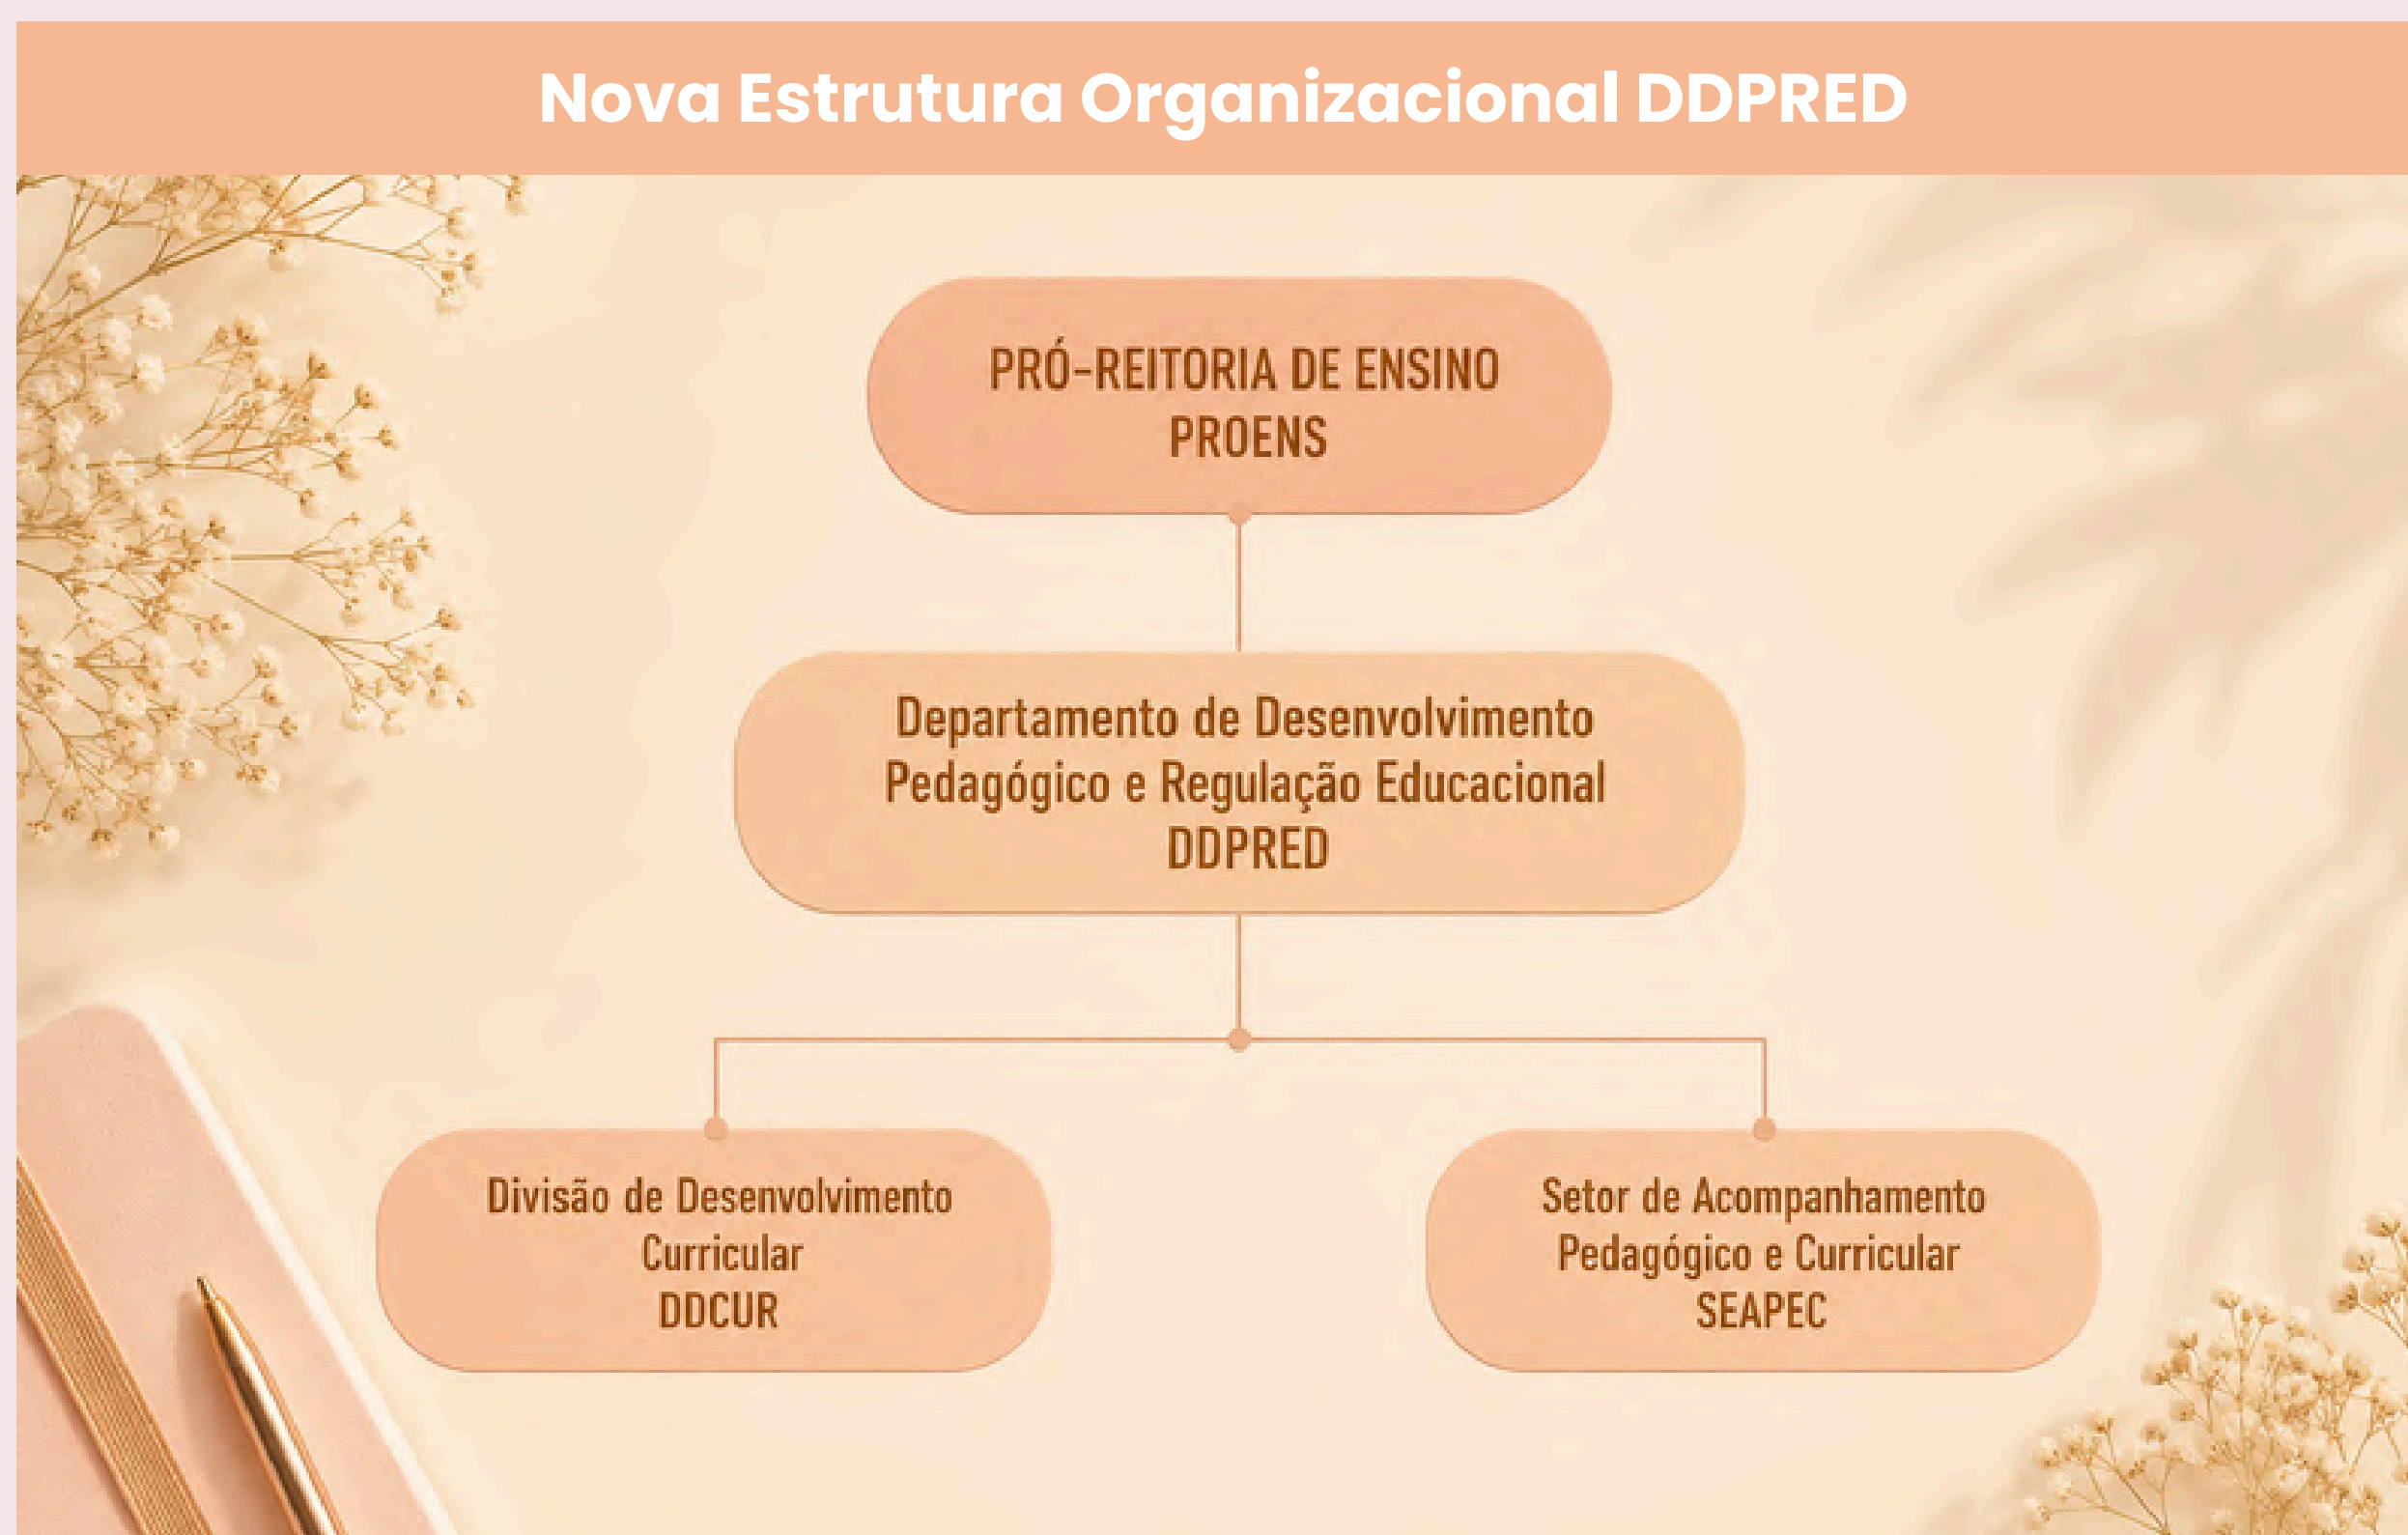 Nova Estrutura Organizacional DDPRED
PRÓ-REITORIA DE ENSINO
PROENS
Departamento de Desenvolvimento
Pedagógico e Regulação Educacional
DDPRED
Divisão de Desenvolvimento
Curricular
DDCUR
Setor de Acompanhamento
Pedagógico e Curricular
SEAPEC